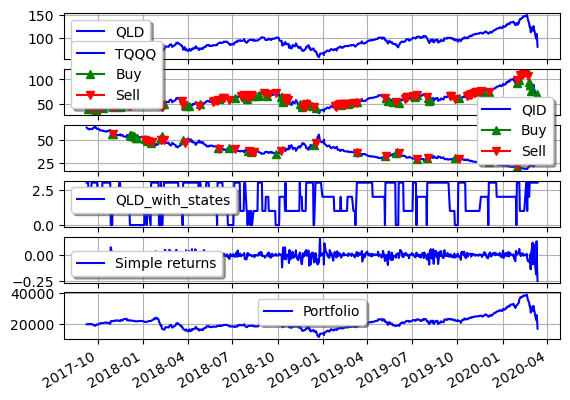 150
100
QLD
TQQQ
Buy
Sell
100
50
QID
Buy
Sell
50
25
2.5
0.0
QLD_with_states
0.00
-0.25
Simple returns
40000
20000
Portfolio
2017-10
2018-01
2018-04
2018-07
2018-10
2019-01
2019-04
2019-07
2019-10
2020-01
2020-04